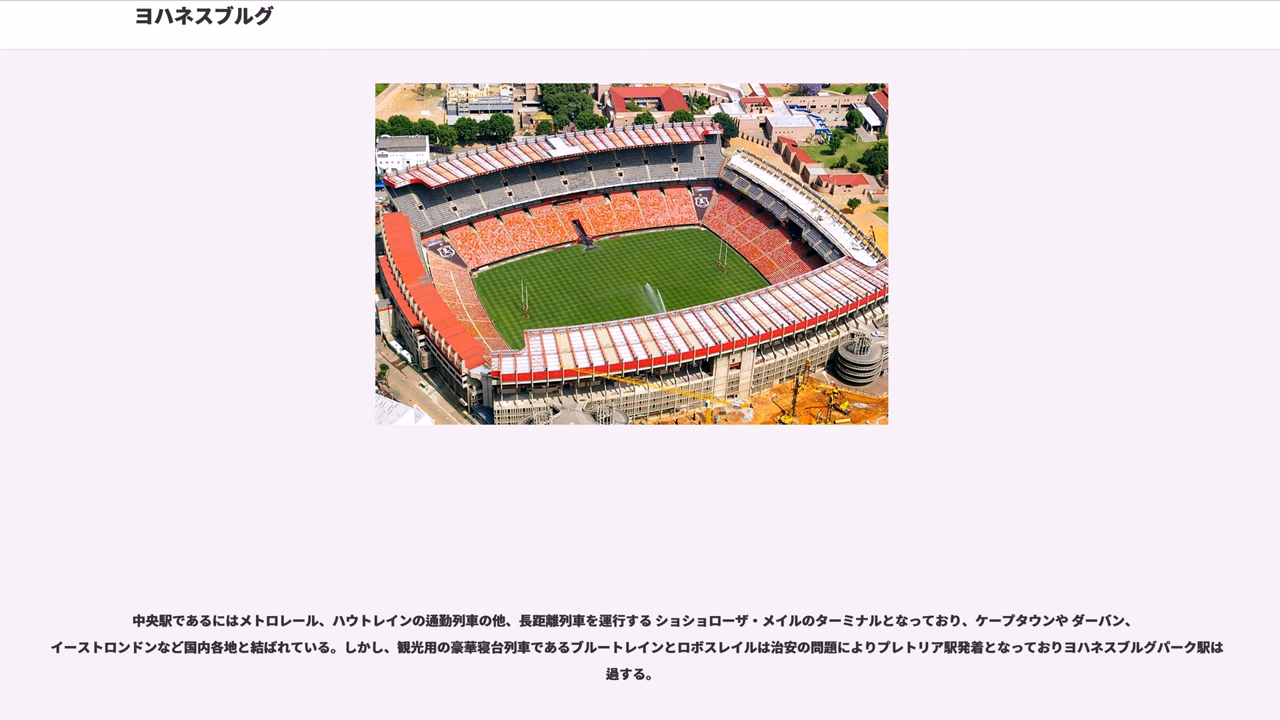 ヨハネスブルグ
中央駅であるにはメトロレール、ハウトレインの通勤列車の他、長距離列車を運行する ショショローザ・メイルのターミナルとなっており、ケープタウンや ダーバン、
イーストロンドンなど国内各地と結ばれている。しかし、観光用の豪華寝台列車であるブルートレインとロボスレイルは治安の問題によりプレトリア駅発着となっておりヨハネスブルグパーク駅は
過する。